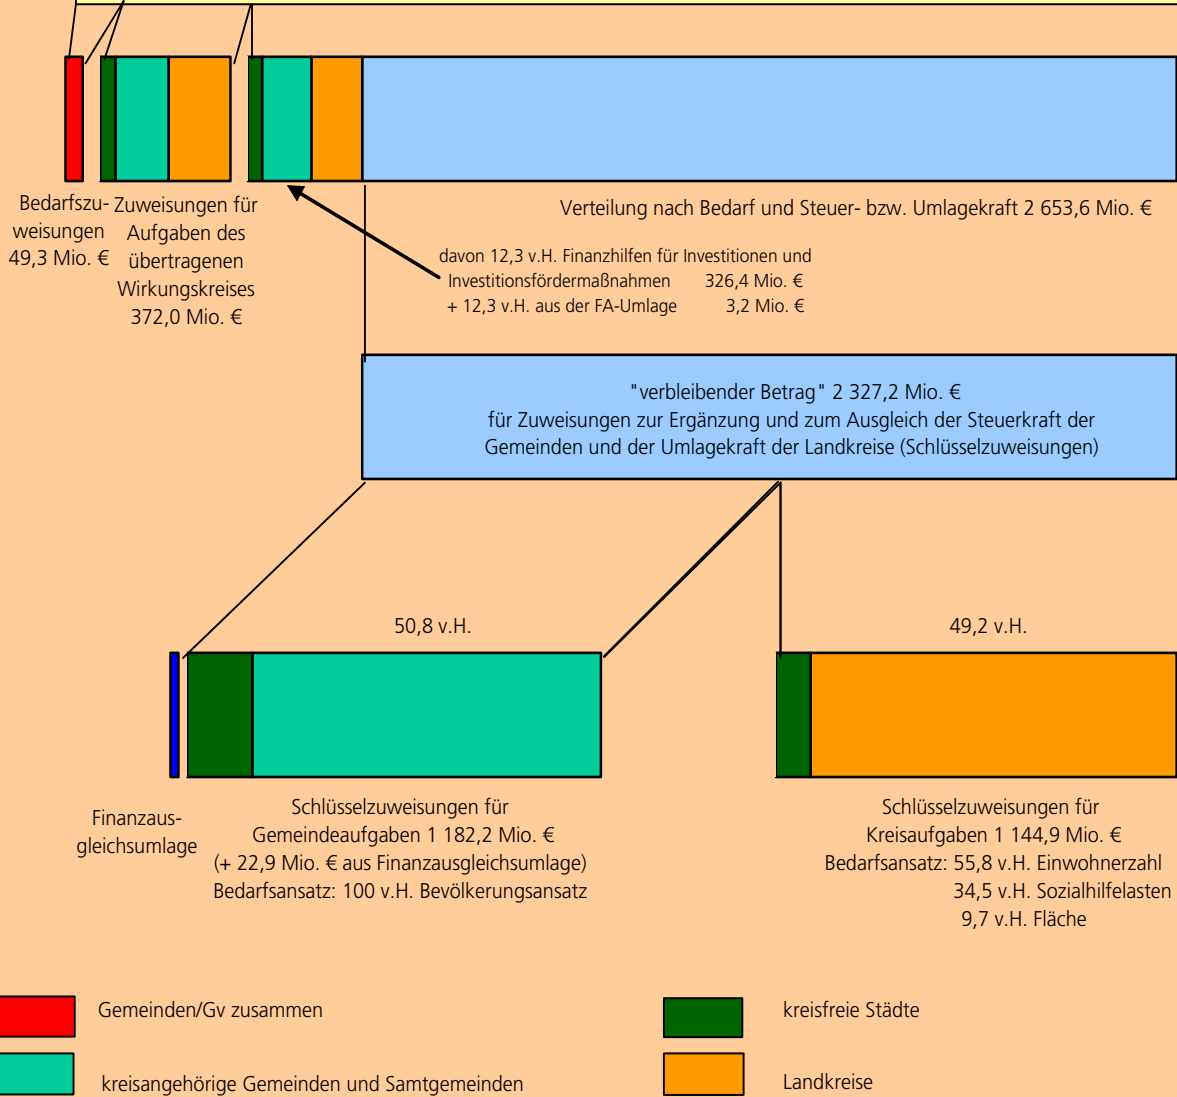 Bedarfszu-
weisungen
49,3 Mio. €
Zuweisungen für
Aufgaben des
übertragenen
Wirkungskreises
372,0 Mio. €
Verteilung nach Bedarf und Steuer- bzw. Umlagekraft 2 653,6 Mio. €
davon 12,3 v.H. Finanzhilfen für Investitionen und
Investitionsfördermaßnahmen 326,4 Mio. €
+ 12,3 v.H. aus der FA-Umlage 3,2 Mio. €
"verbleibender Betrag" 2 327,2 Mio. €
für Zuweisungen zur Ergänzung und zum Ausgleich der Steuerkraft der
Gemeinden und der Umlagekraft der Landkreise (Schlüsselzuweisungen)
50,8 v.H.
49,2 v.H.
Finanzaus-
gleichsumlage
Schlüsselzuweisungen für
Gemeindeaufgaben 1 182,2 Mio. €
(+ 22,9 Mio. € aus Finanzausgleichsumlage)
Bedarfsansatz: 100 v.H. Bevölkerungsansatz
Schlüsselzuweisungen für
Kreisaufgaben 1 144,9 Mio. €
Bedarfsansatz: 55,8 v.H. Einwohnerzahl
34,5 v.H. Sozialhilfelasten
9,7 v.H. Fläche
Gemeinden/Gv zusammen
kreisfreie Städte
kreisangehörige Gemeinden und Samtgemeinden
Landkreise